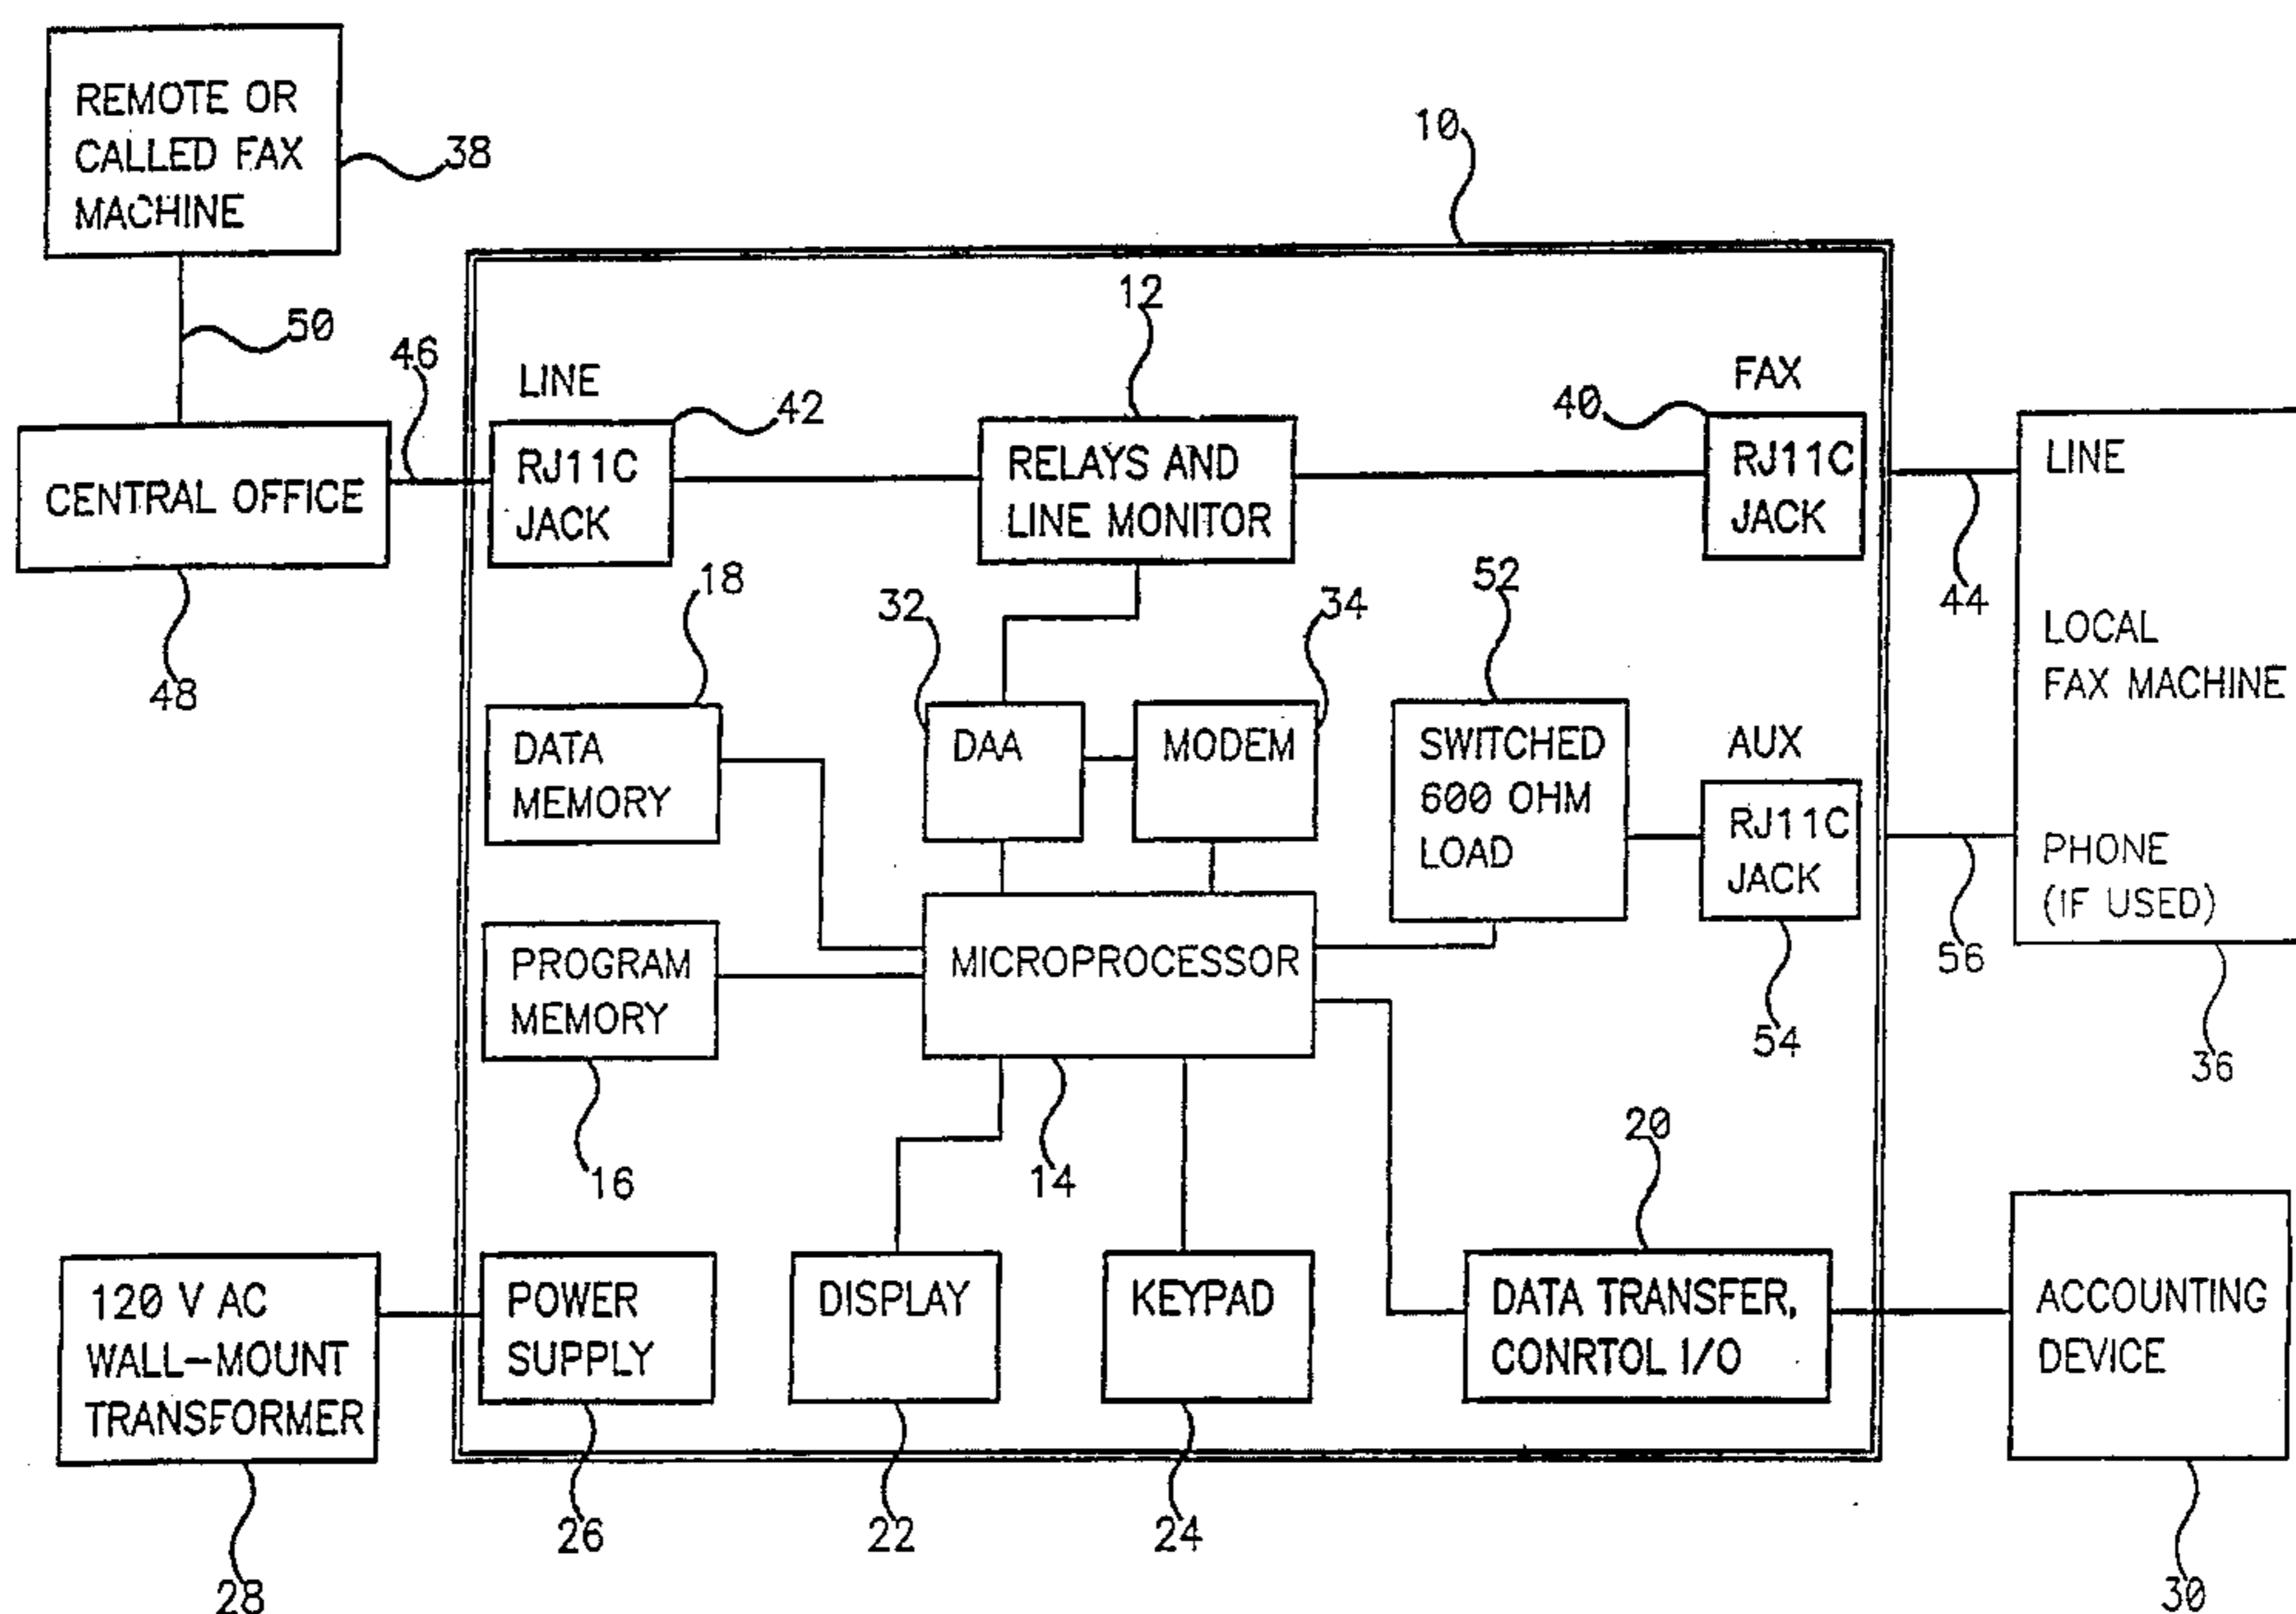 REMOTE OR
CALLED FAX
MACHINE
38
10
50
46
12
LINE
42
FAX
40
CENTRAL OFFICE
RJ11C
JACK
RELAYS AND
LINE MONITOR
RJ11C
JACK
LINE
48
18
32
34
52
44
LOCAL
FAX MACHINE
DATA
MEMORY
DAA
MODEM
SWITCHED
600 OHM
LOAD
AUX
RJ11C
JACK
PHONE
(IF USED)
PROGRAM
MEMORY
MICROPROCESSOR
56
54
36
16
14
20
120 V AC
WALL-MOUNT
TRANSFORMER
POWER
SUPPLY
DISPLAY
KEYPAD
DATA TRANSFER,
CONRTOL I/O
ACCOUNTING
DEVICE
28
26
22
24
30